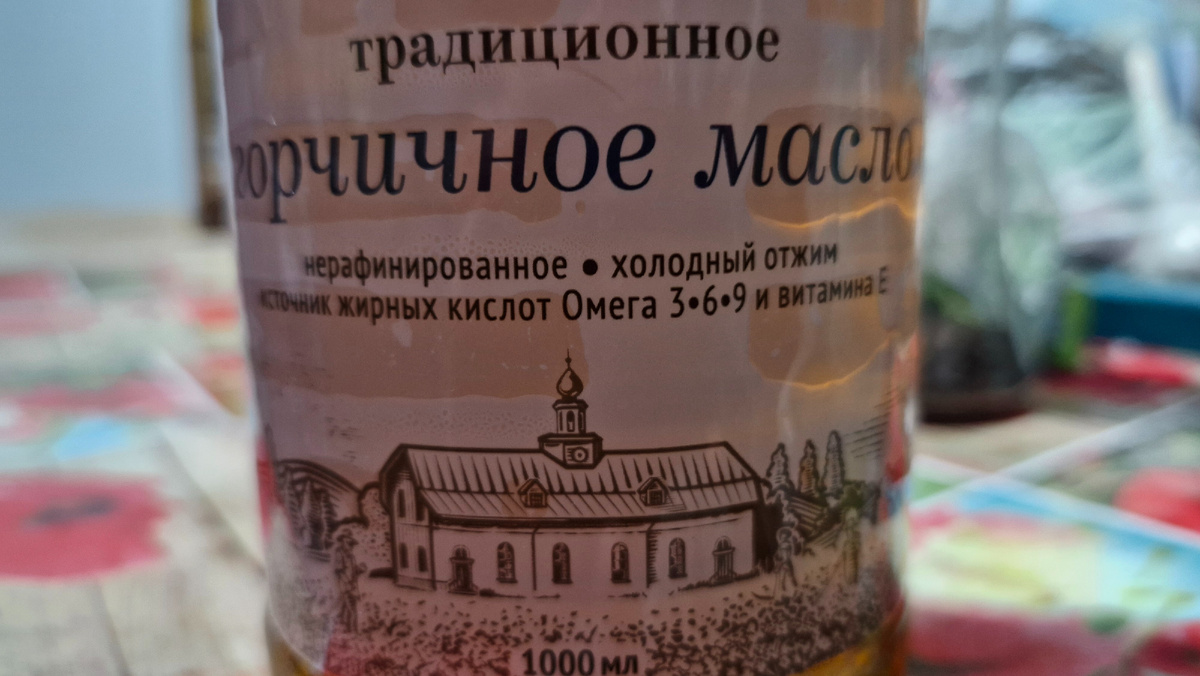 традиционное
горчичное масло
нерафинированное • холодный отжим
источник жирных кислот Омега 3•6•9 и витамина Е
1000 мл